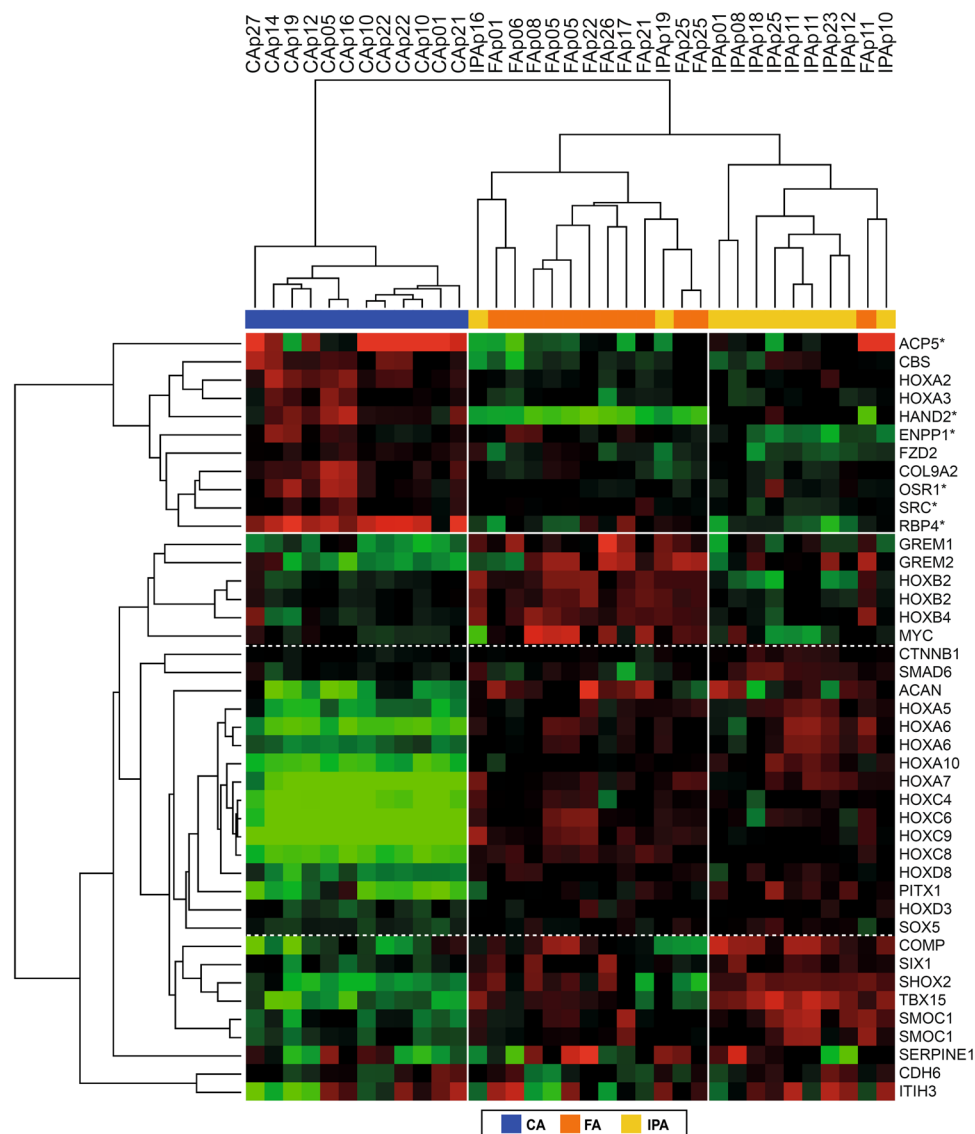 CAp27 CAp14 CAp19 CAp12 CAp05 CAp16 CAp10 CAp22 CAp22 CAp10 CAp01 CAp21 IPAp16 FAp01 FAp06 FAp08 FAp05 FAp05 FAp22 FAp26 FAp17 FAp21 IPAp19 FAp25 FAp25 IPAp01 IPAp08 IPAp18 IPAp11 IPAp11 IPAp11 IPAp23 IPAp12 FAp11 IPAp10
ACP5*
CBS
HOXA2
HOXA3
HAND2*
ENPP1*
FZD2
COL9A2
OSR1*
SRC*
RBP4*
GREM1
GREM2
HOXB2
HOXB2
HOXB4
MYC
CTNNB1
SMAD6
ACAN
HOXA5
HOXA6
HOXA6
HOXA10
HOXA7
HOXC4
HOXC6
HOXC9
HOXC8
HOXD8
PITX1
HOXD3
SOX5
COMP
SIX1
SHOX2
TBX15
SMOC1
SMOC1
SERPINE1
CDH6
ITIH3
CA FA IPA